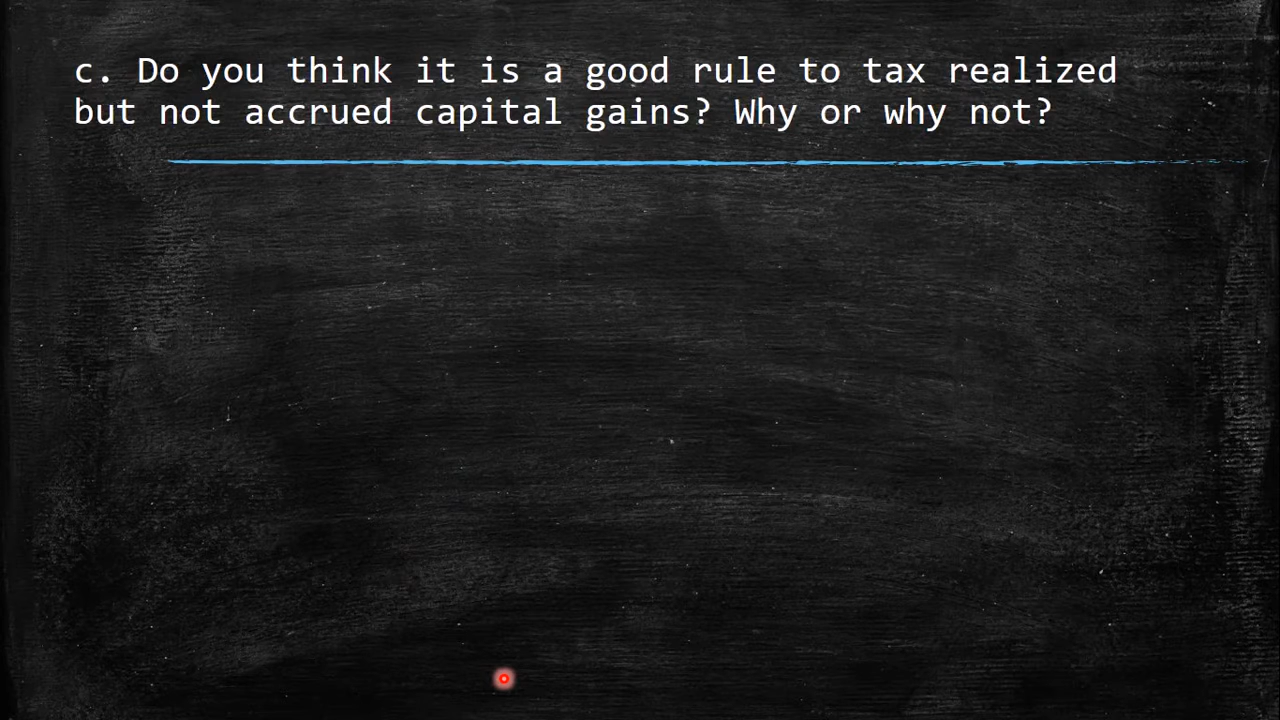 c. Do you think it is a good rule to tax realized
but not accrued capital gains? Why or why not?